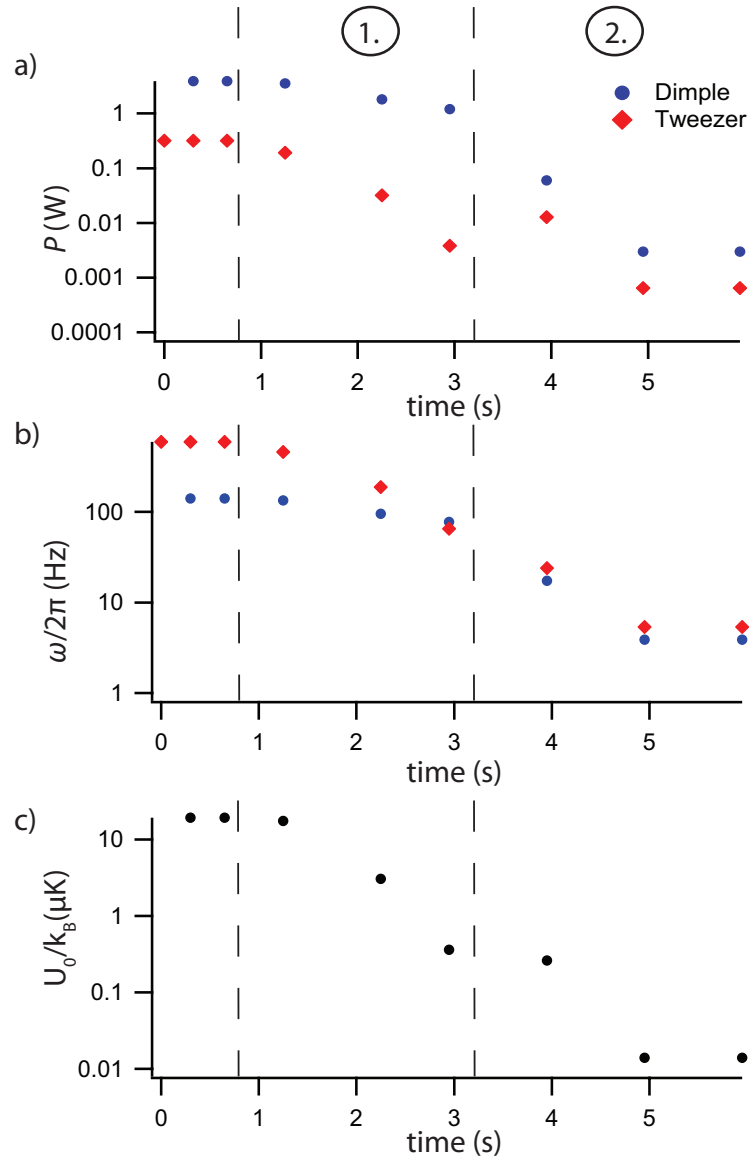 1.
2.
a)
Dimple
Tweezer
P (W)
1
0.1
0.01
0.001
0.0001
0 1 2 3 4 5
time (s)
b)
ω/2π (Hz)
100
10
1
0 1 2 3 4 5
time (s)
c)
U₀/k_B(μK)
10
1
0.1
0.01
0 1 2 3 4 5
time (s)